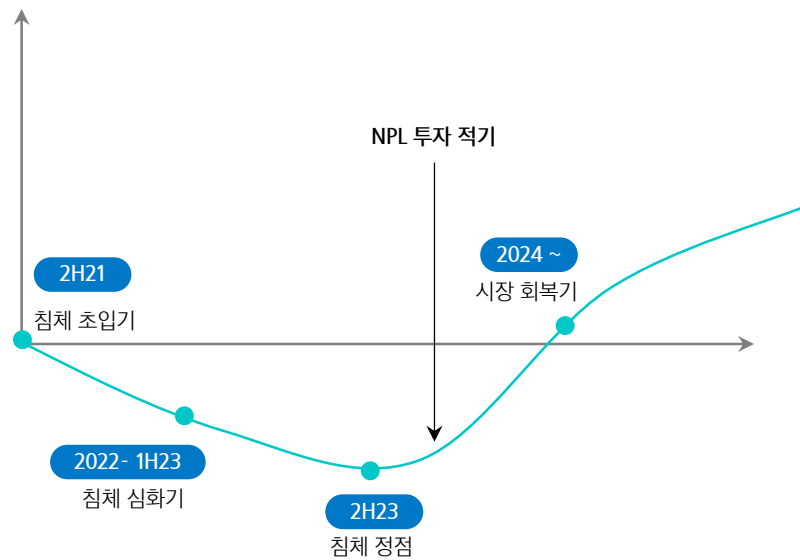 NPL 투자 적기
2H21
침체 초입기
2024 ~
시장 회복기
2022- 1H23
침체 심화기
2H23
침체 정점